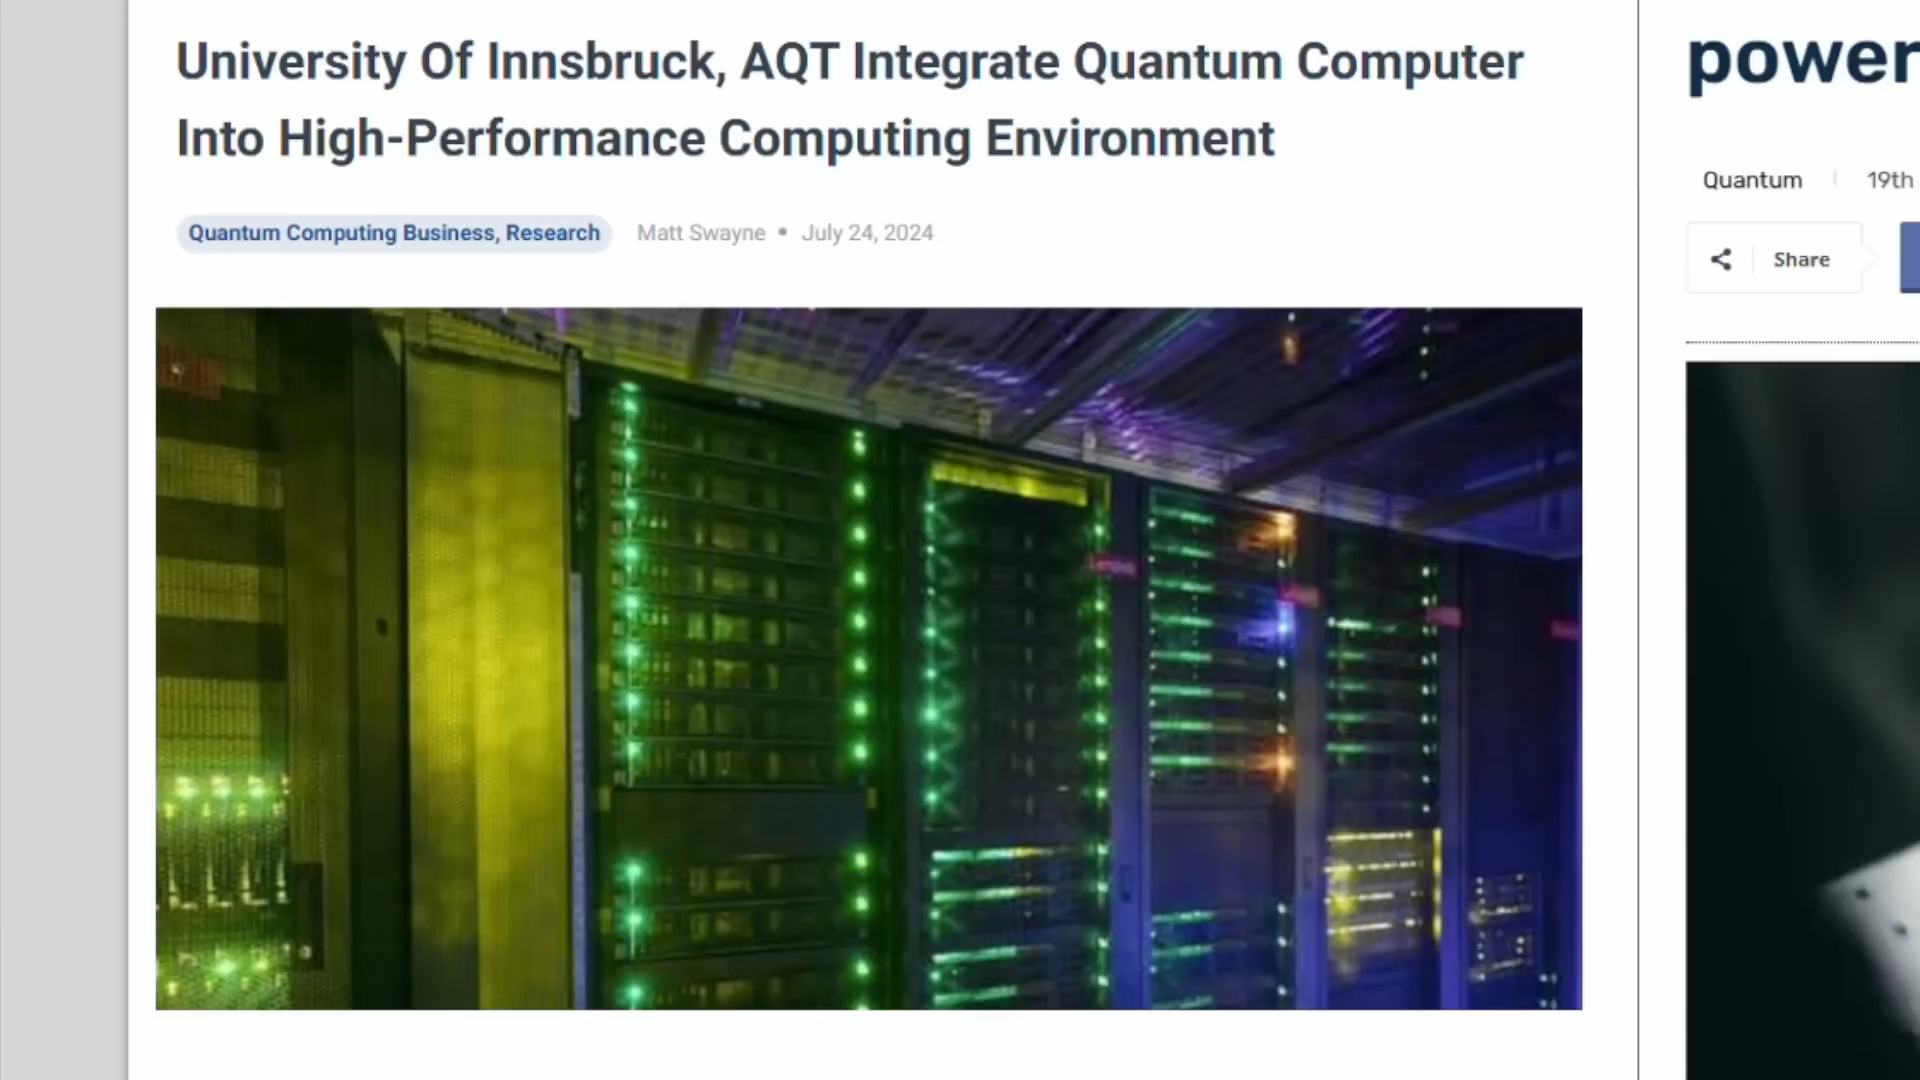 University Of Innsbruck, AQT Integrate Quantum Computer
Into High-Performance Computing Environment
Quantum Computing Business, Research Matt Swayne • July 24, 2024
power
Quantum 19th
Share